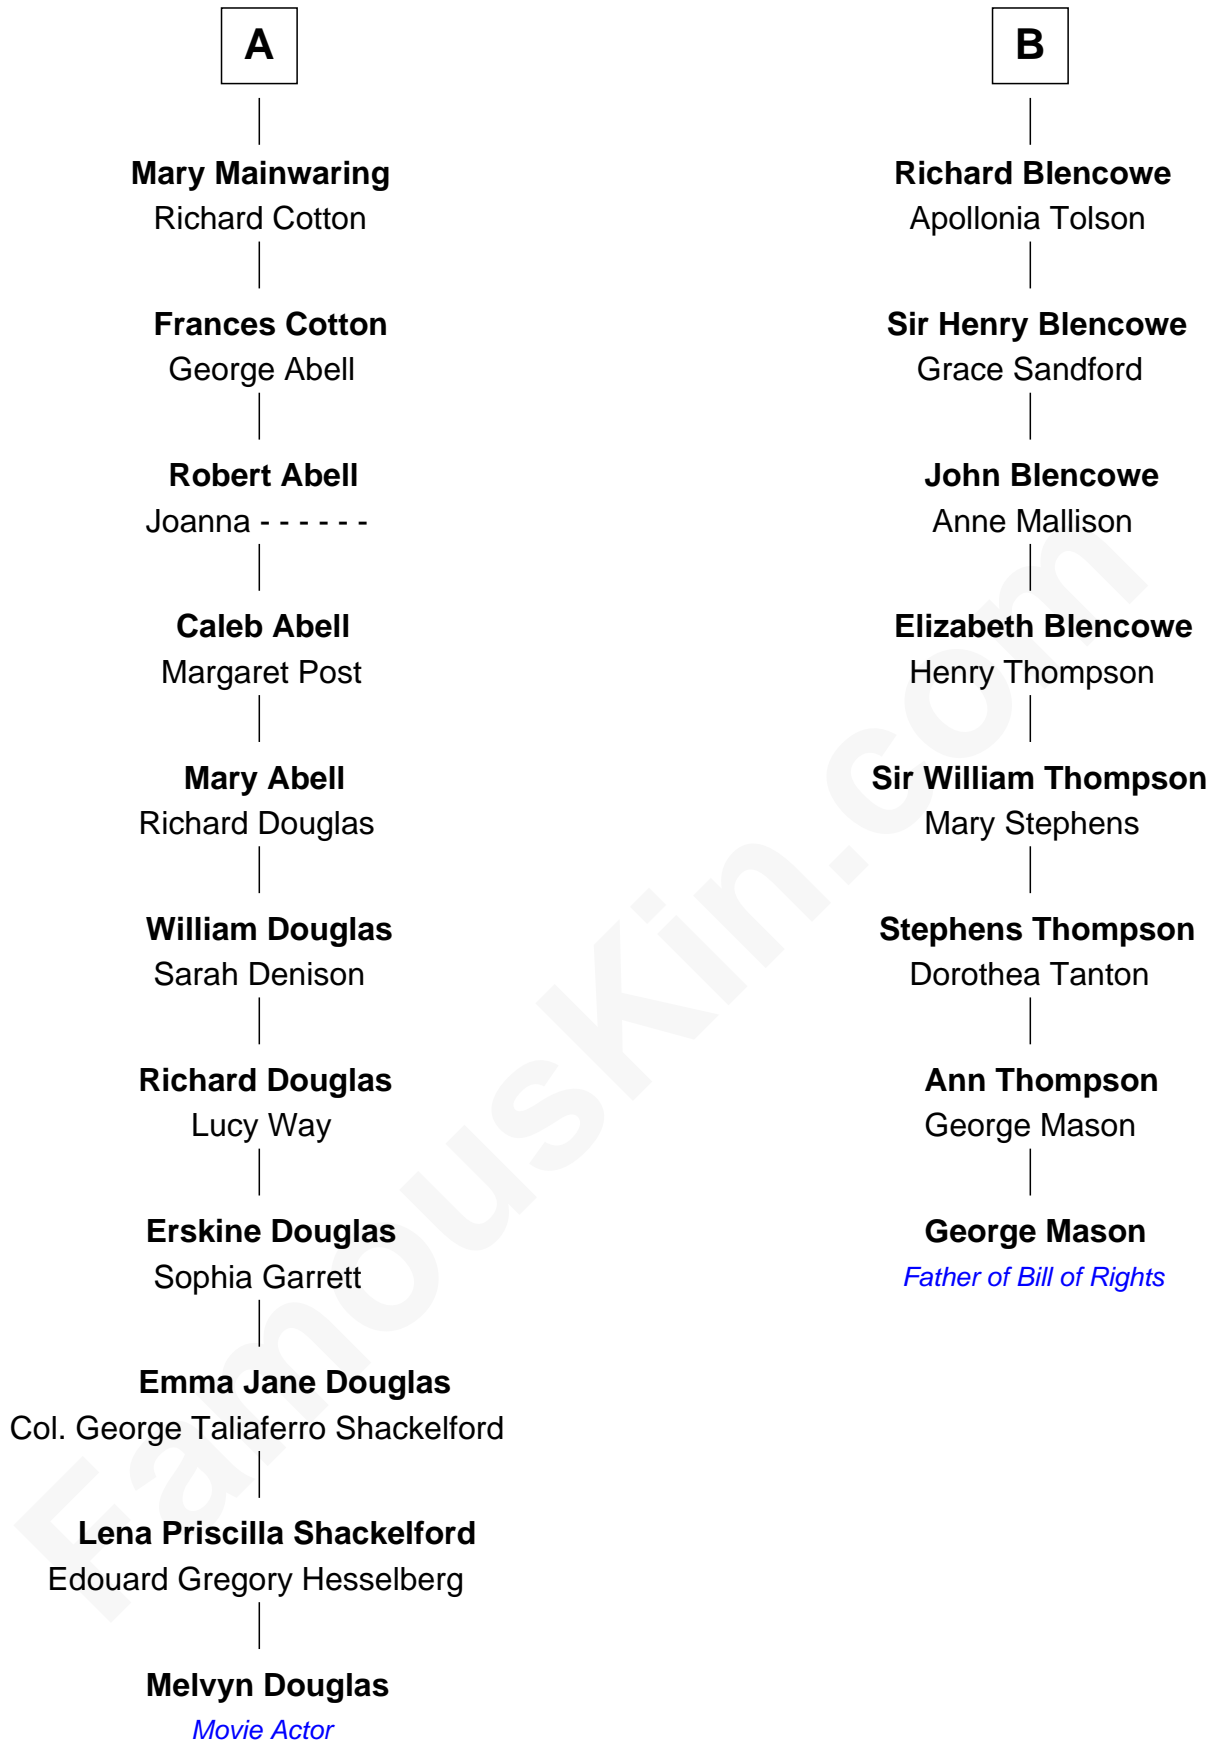 A
Mary Mainwaring
Richard Cotton
Frances Cotton
George Abell
Robert Abell
Joanna - - - - - -
Caleb Abell
Margaret Post
Mary Abell
Richard Douglas
William Douglas
Sarah Denison
Richard Douglas
Lucy Way
Erskine Douglas
Sophia Garrett
Emma Jane Douglas
Col. George Taliaferro Shackelford
Lena Priscilla Shackelford
Edouard Gregory Hesselberg
Melvyn Douglas
Movie Actor
B
Richard Blencowe
Apollonia Tolson
Sir Henry Blencowe
Grace Sandford
John Blencowe
Anne Mallison
Elizabeth Blencowe
Henry Thompson
Sir William Thompson
Mary Stephens
Stephens Thompson
Dorothea Tanton
Ann Thompson
George Mason
George Mason
Father of Bill of Rights
FamousKin.com